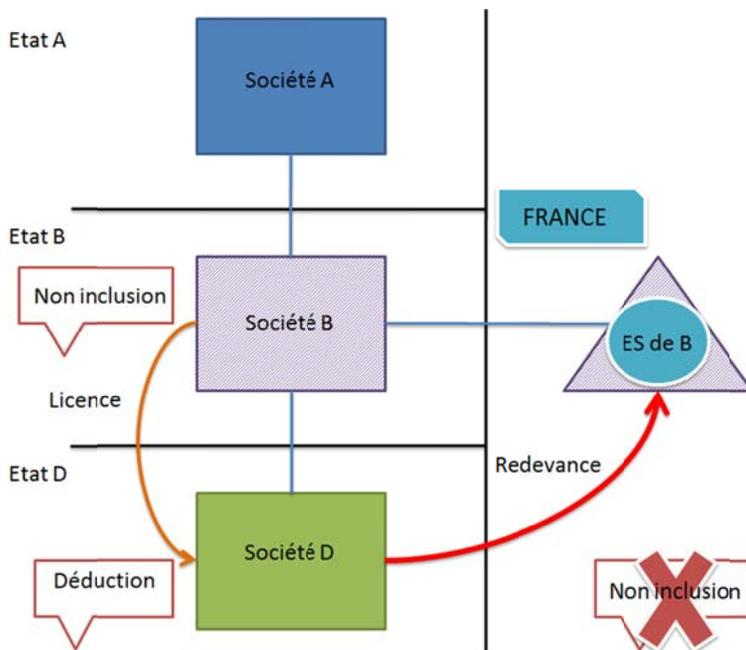 Etat A
Société A
FRANCE
Etat B
Non inclusion
Société B
ES de B
Licence
Etat D
Redevance
Société D
Déduction
Non inclusion